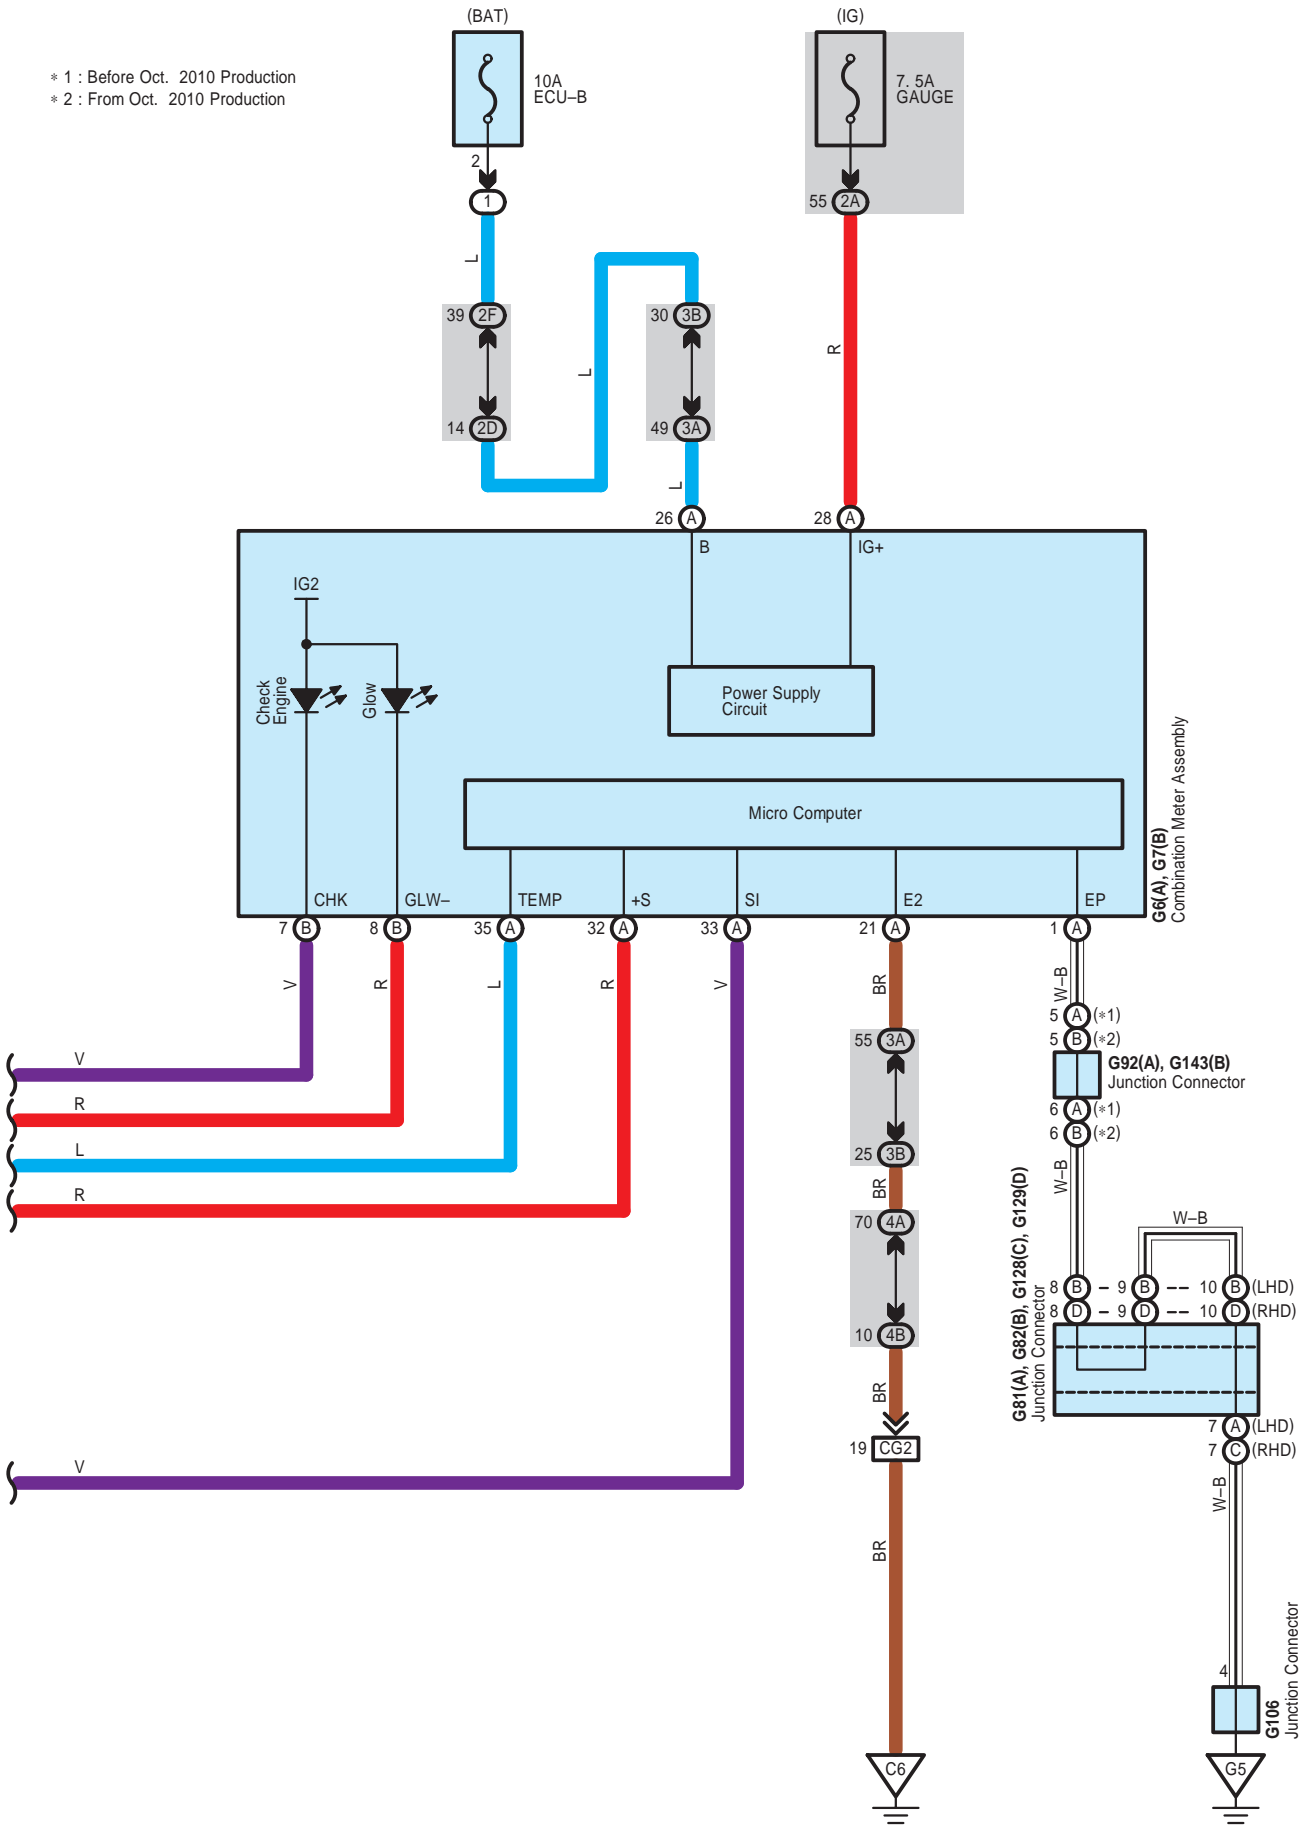 (BAT)
(IG)
∗ 1 : Before Oct. 2010 Production
∗ 2 : From Oct. 2010 Production
10A
ECU–B
7. 5A
GAUGE
2
1
55 2A
L
39 2F
30 3B
R
L
14 2D
49 3A
L
26 A
28 A
B
IG+
IG2
Check
Engine
Glow
Power Supply
Circuit
Micro Computer
G6(A), G7(B)
Combination Meter Assembly
CHK
GLW–
TEMP
+S
SI
E2
EP
7 B
8 B
35 A
32 A
33 A
21 A
1 A
V
R
L
R
V
BR
W–B
5 A (∗1)
5 B (∗2)
55 3A
G92(A), G143(B)
Junction Connector
V
R
L
R
6 A (∗1)
6 B (∗2)
25 3B
BR
W–B
70 4A
W–B
G81(A), G82(B), G128(C), G129(D)
Junction Connector
8 B – 9 B –– 10 B (LHD)
8 D – 9 D –– 10 D (RHD)
10 4B
BR
7 A (LHD)
7 C (RHD)
19 CG2
V
W–B
BR
4
G106
Junction Connector
C6
G5